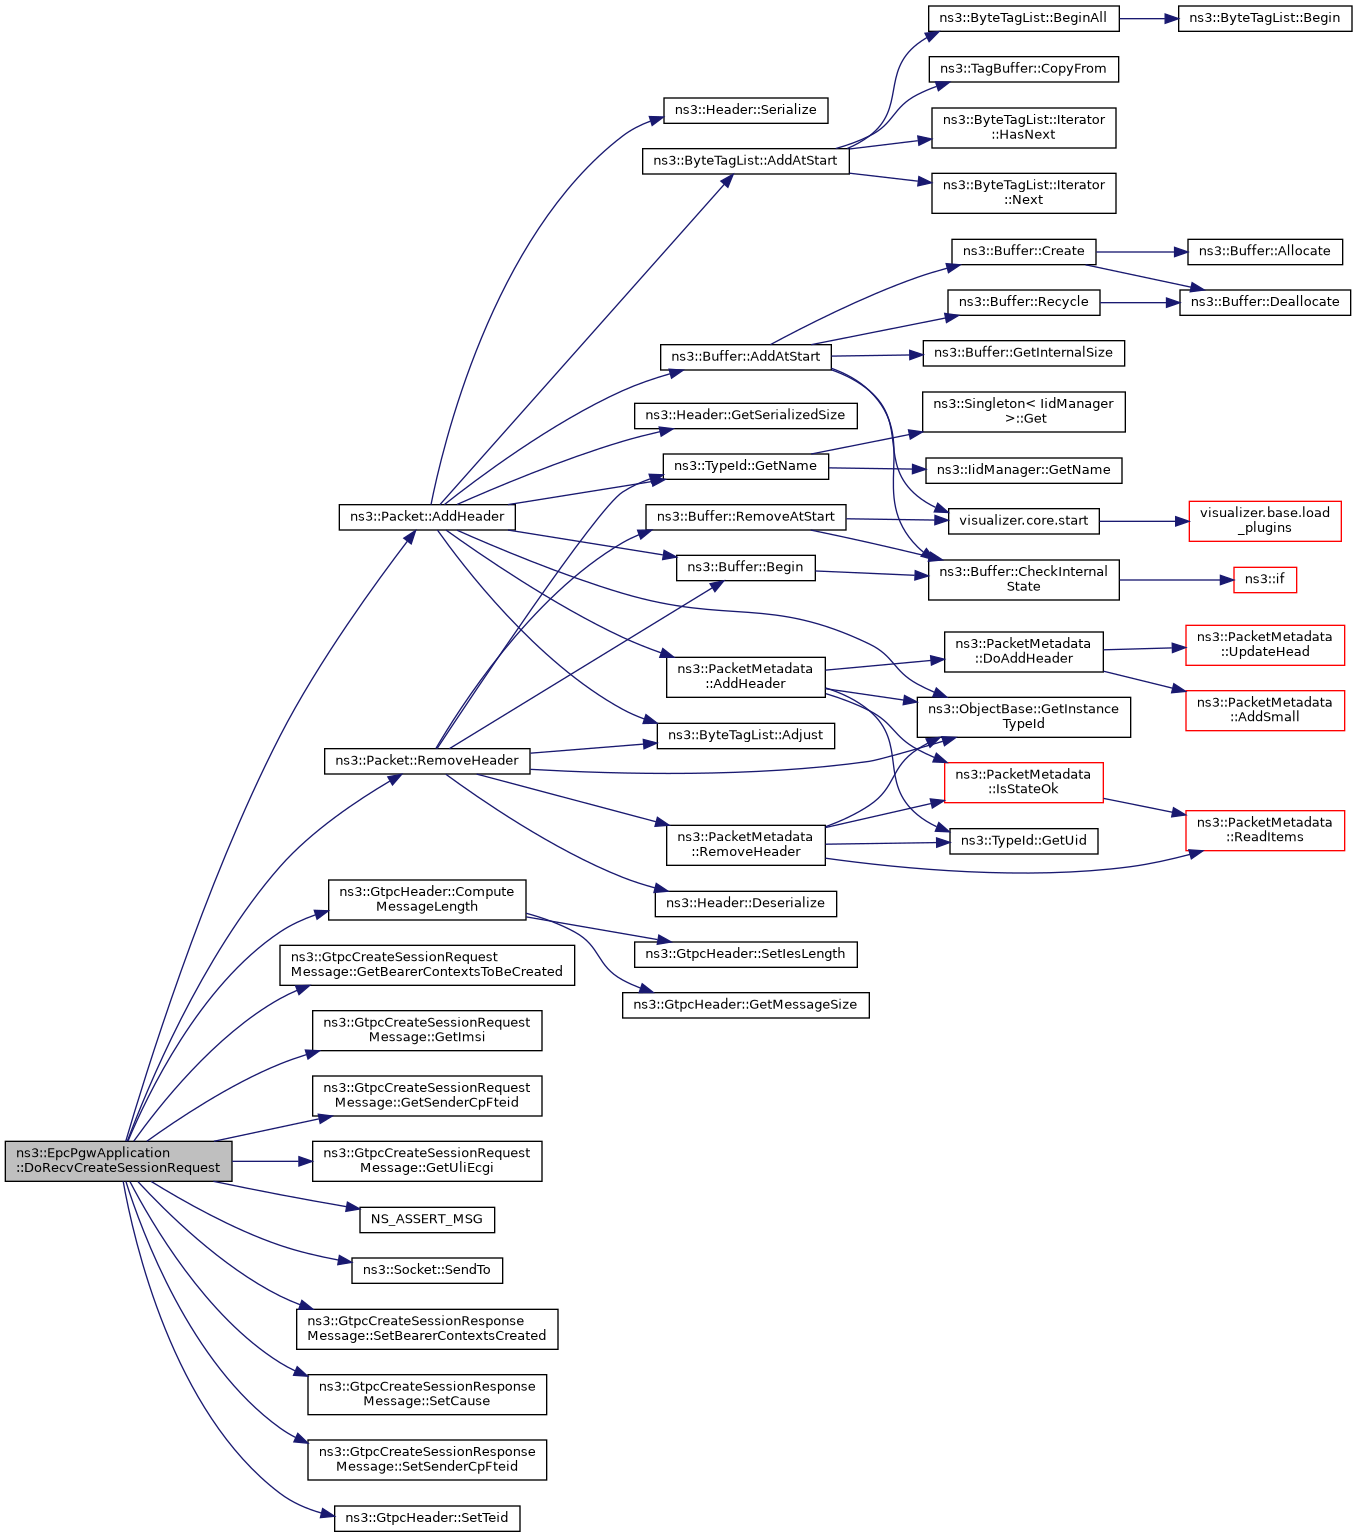 ns3::ByteTagList::BeginAll
ns3::ByteTagList::Begin
ns3::TagBuffer::CopyFrom
ns3::Header::Serialize
ns3::ByteTagList::Iterator
::HasNext
ns3::ByteTagList::AddAtStart
ns3::ByteTagList::Iterator
::Next
ns3::Buffer::Create
ns3::Buffer::Allocate
ns3::Buffer::Recycle
ns3::Buffer::Deallocate
ns3::Buffer::AddAtStart
ns3::Buffer::GetInternalSize
ns3::Header::GetSerializedSize
ns3::Singleton< IidManager
>::Get
ns3::TypeId::GetName
ns3::IidManager::GetName
ns3::Packet::AddHeader
ns3::Buffer::RemoveAtStart
visualizer.core.start
visualizer.base.load
_plugins
ns3::Buffer::Begin
ns3::Buffer::CheckInternal
State
ns3::if
ns3::PacketMetadata
::AddHeader
ns3::PacketMetadata
::DoAddHeader
ns3::PacketMetadata
::UpdateHead
ns3::ObjectBase::GetInstance
TypeId
ns3::PacketMetadata
::AddSmall
ns3::ByteTagList::Adjust
ns3::Packet::RemoveHeader
ns3::PacketMetadata
::IsStateOk
ns3::PacketMetadata
::RemoveHeader
ns3::TypeId::GetUid
ns3::PacketMetadata
::ReadItems
ns3::GtpcHeader::Compute
MessageLength
ns3::Header::Deserialize
ns3::GtpcHeader::SetIesLength
ns3::GtpcCreateSessionRequest
Message::GetBearerContextsToBeCreated
ns3::GtpcHeader::GetMessageSize
ns3::GtpcCreateSessionRequest
Message::GetImsi
ns3::GtpcCreateSessionRequest
Message::GetSenderCpFteid
ns3::EpcPgwApplication
::DoRecvCreateSessionRequest
ns3::GtpcCreateSessionRequest
Message::GetUliEcgi
NS_ASSERT_MSG
ns3::Socket::SendTo
ns3::GtpcCreateSessionResponse
Message::SetBearerContextsCreated
ns3::GtpcCreateSessionResponse
Message::SetCause
ns3::GtpcCreateSessionResponse
Message::SetSenderCpFteid
ns3::GtpcHeader::SetTeid